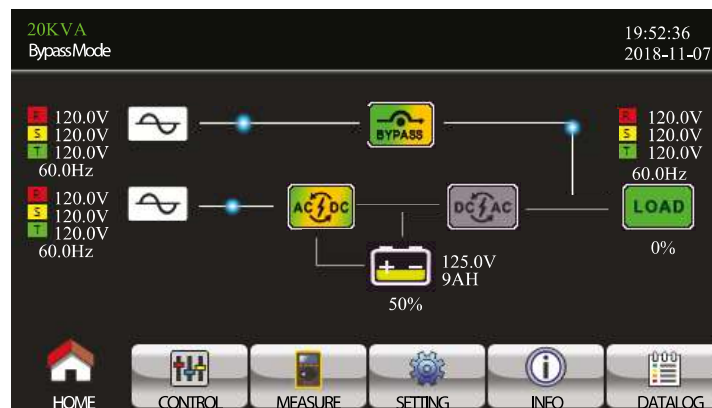 20KVA
Bypass Mode
19:52:36
2018-11-07
R 120.0V
S 120.0V
T 120.0V
60.0Hz
BYPASS
R 120.0V
S 120.0V
T 120.0V
60.0Hz
R 120.0V
S 120.0V
T 120.0V
60.0Hz
AC DC
DC AC
LOAD
0%
+ −
125.0V
9AH
50%
HOME
CONTROL
MEASURE
SETTING
INFO
DATALOG